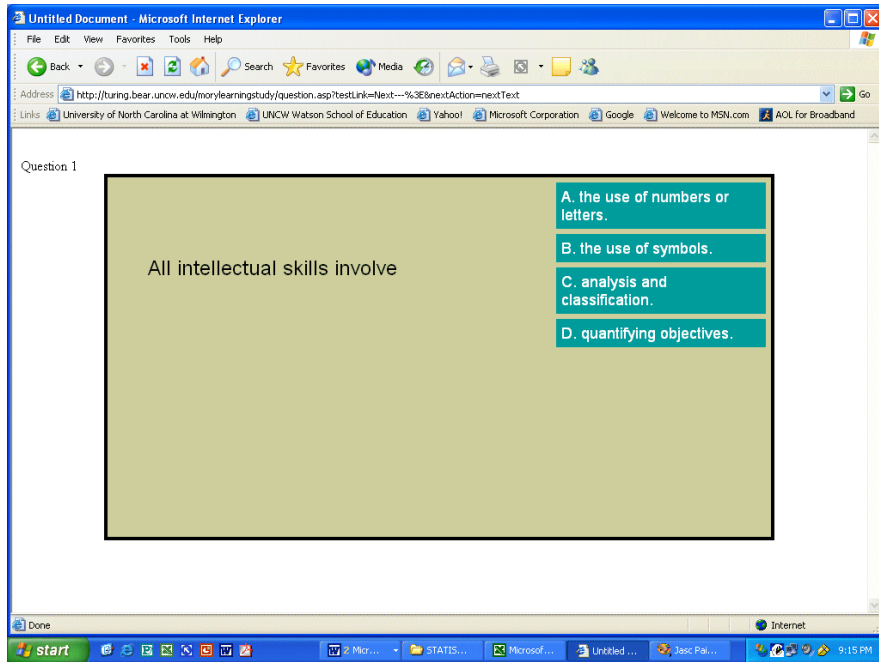 Untitled Document - Microsoft Internet Explorer
File Edit View Favorites Tools Help
Back Search Favorites Media
Address http://turing.bear.uncw.edu/morylearningstudy/question.asp?testLink=Next---%3E&nextAction=nextText Go
Links University of North Carolina at Wilmington UNCW Watson School of Education Yahoo! Microsoft Corporation Google Welcome to MSN.com AOL for Broadband
Question 1
All intellectual skills involve
A. the use of numbers or
letters.
B. the use of symbols.
C. analysis and
classification.
D. quantifying objectives.
Done Internet
start 2 Micr... STATIS... Microsof... Untitled ... Jasc Pai... 9:15 PM